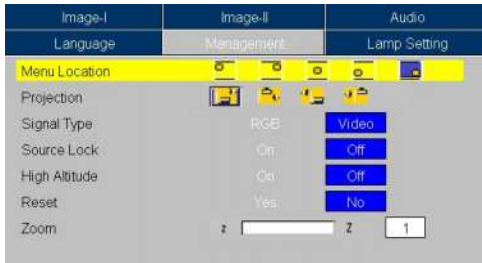 Image-I Image-II Audio
Language Management Lamp Setting
Menu Location
Projection
Signal Type RGB Video
Source Lock On Off
High Altitude On Off
Reset Yes No
Zoom z Z 1